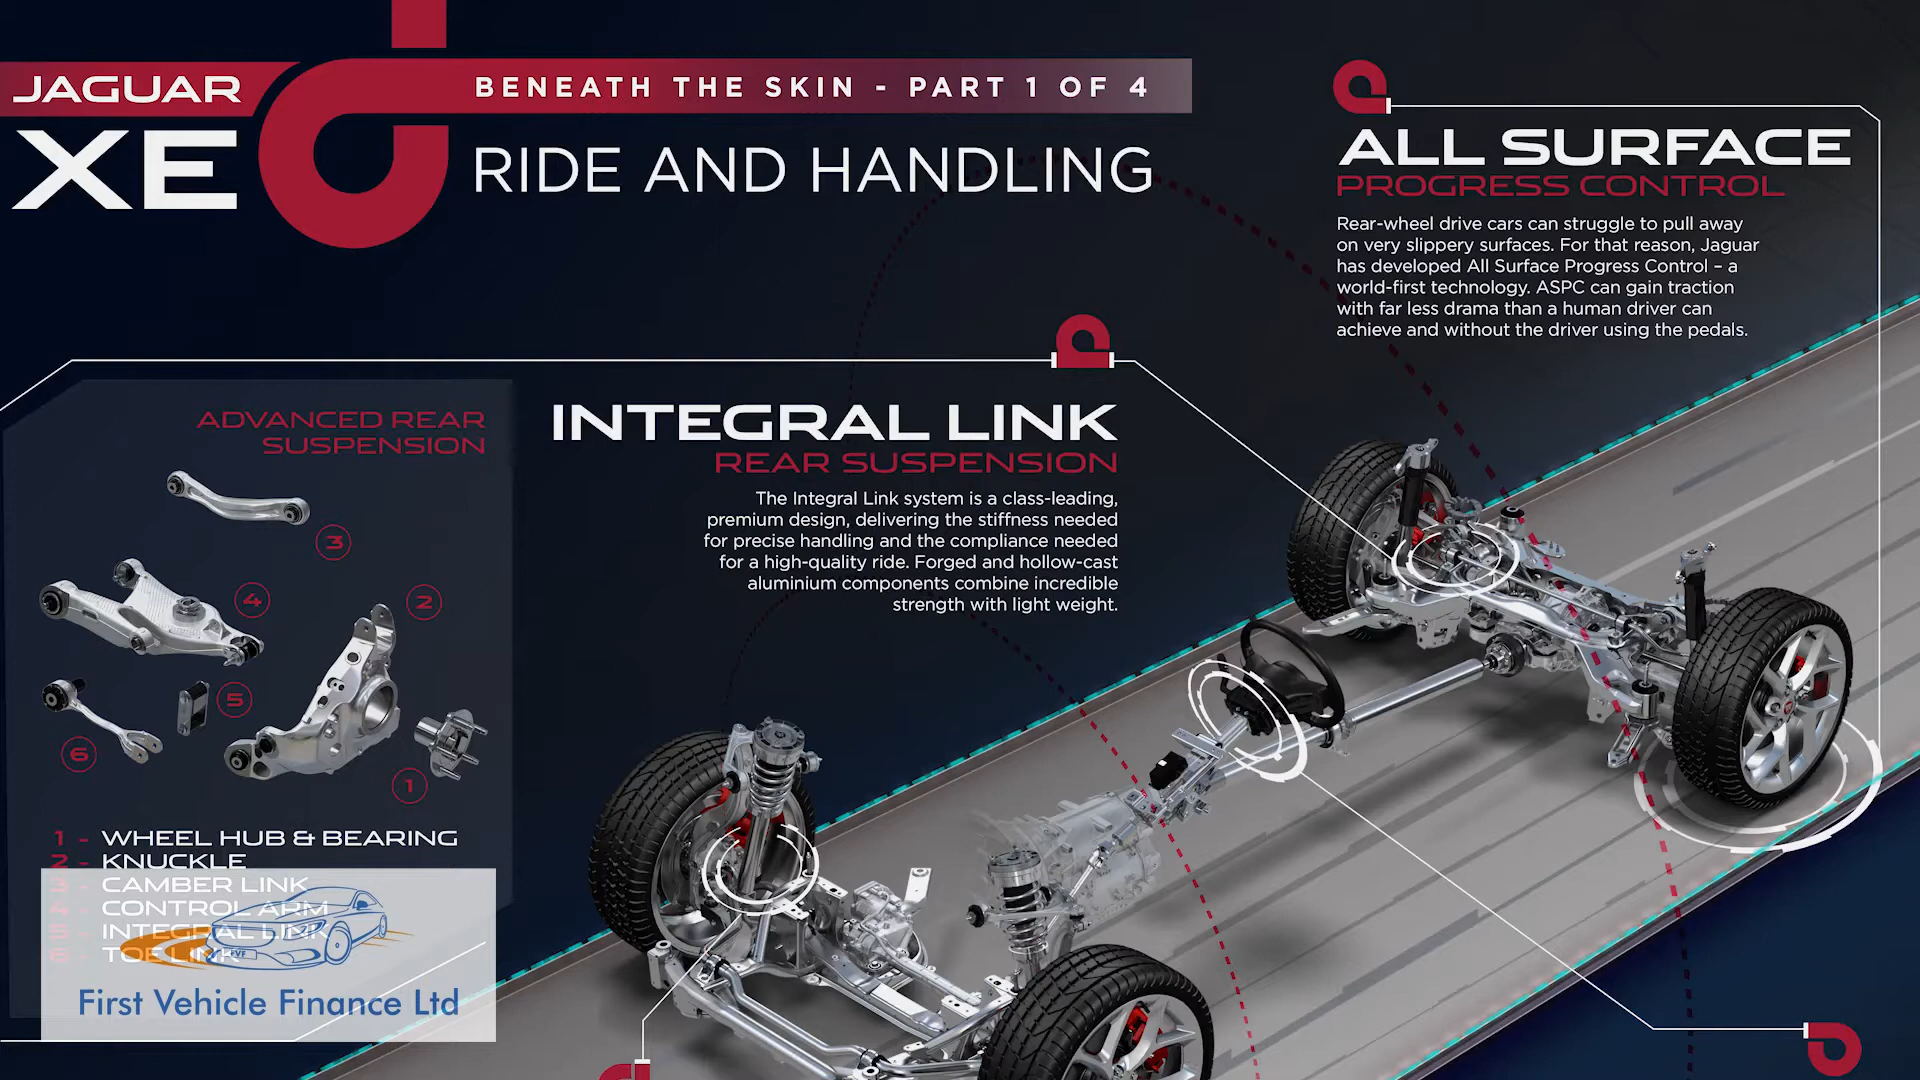 JAGUAR
XE
BENEATH THE SKIN - PART 1 OF 4
RIDE AND HANDLING
ALL SURFACE
PROGRESS CONTROL
Rear-wheel drive cars can struggle to pull away
on very slippery surfaces. For that reason, Jaguar
has developed All Surface Progress Control – a
world-first technology. ASPC can gain traction
with far less drama than a human driver can
achieve and without the driver using the pedals.
INTEGRAL LINK
REAR SUSPENSION
The Integral Link system is a class-leading,
premium design, delivering the stiffness needed
for precise handling and the compliance needed
for a high-quality ride. Forged and hollow-cast
aluminium components combine incredible
strength with light weight.
ADVANCED REAR
SUSPENSION
3
4
2
5
6
1
1 - WHEEL HUB & BEARING
2 - KNUCKLE
3 - CAMBER LINK
4 - CONTROL ARM
5 - INTEGRAL LINK
6 - TOE LINK
FVF
First Vehicle Finance Ltd